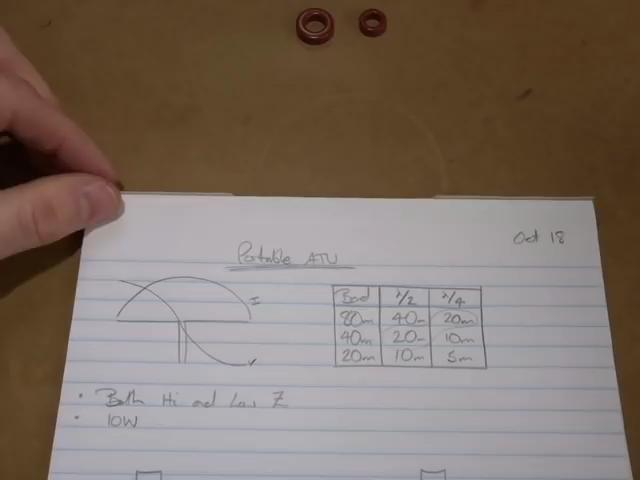 Oct 18
Portable ATU
Band λ/2 λ/4
80m 40m 20m
40m 20m 10m
20m 10m 5m
I
V
· Both Hi and Low Z
· 10W